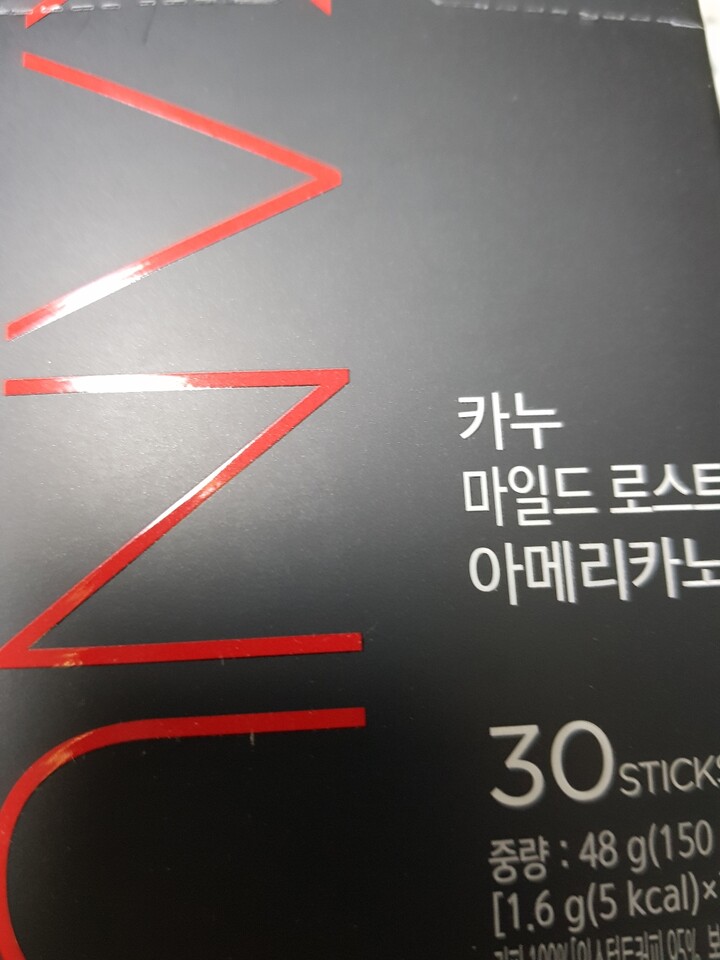 KANU
카누
마일드 로스트
아메리카노
30 STICKS
중량 : 48 g(150
[1.6 g(5 kcal)×